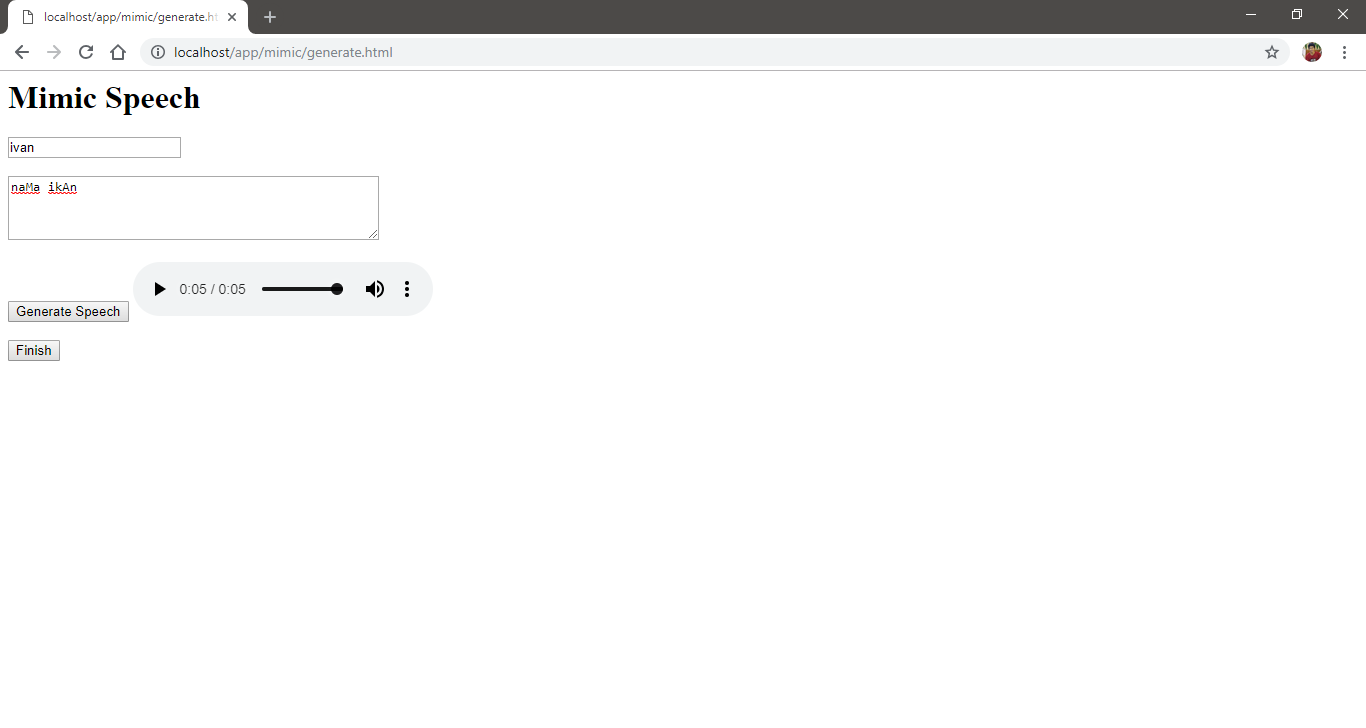 localhost/app/mimic/generate.ht
localhost/app/mimic/generate.html
Mimic Speech
ivan
naMa ikAn
0:05 / 0:05
Generate Speech
Finish